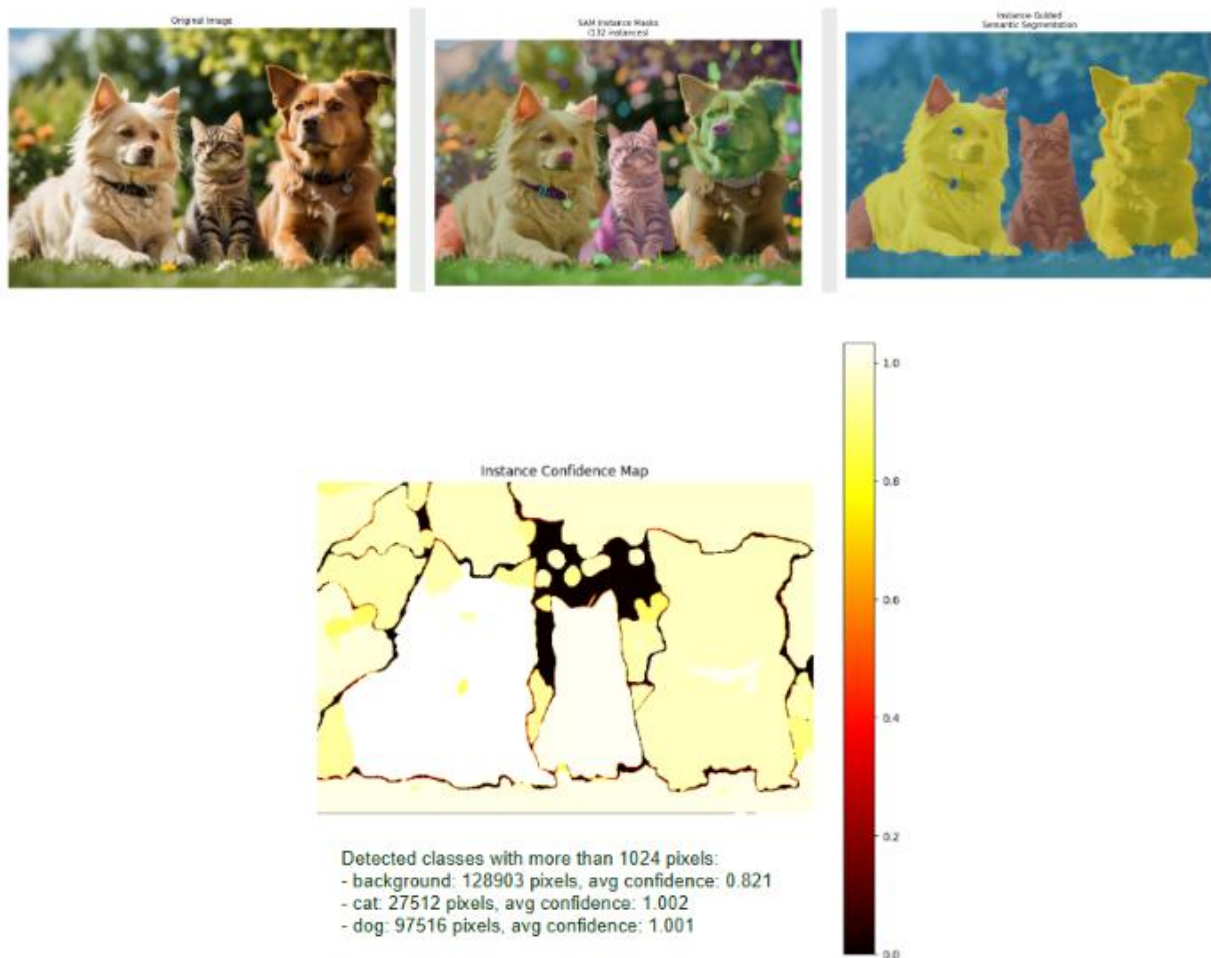 Original Image
SAM Instance Masks
(132 instances)
Instance-Guided
Semantic Segmentation
Instance Confidence Map
1.0
0.8
0.6
0.4
0.2
0.0
Detected classes with more than 1024 pixels:
- background: 128903 pixels, avg confidence: 0.821
- cat: 27512 pixels, avg confidence: 1.002
- dog: 97516 pixels, avg confidence: 1.001